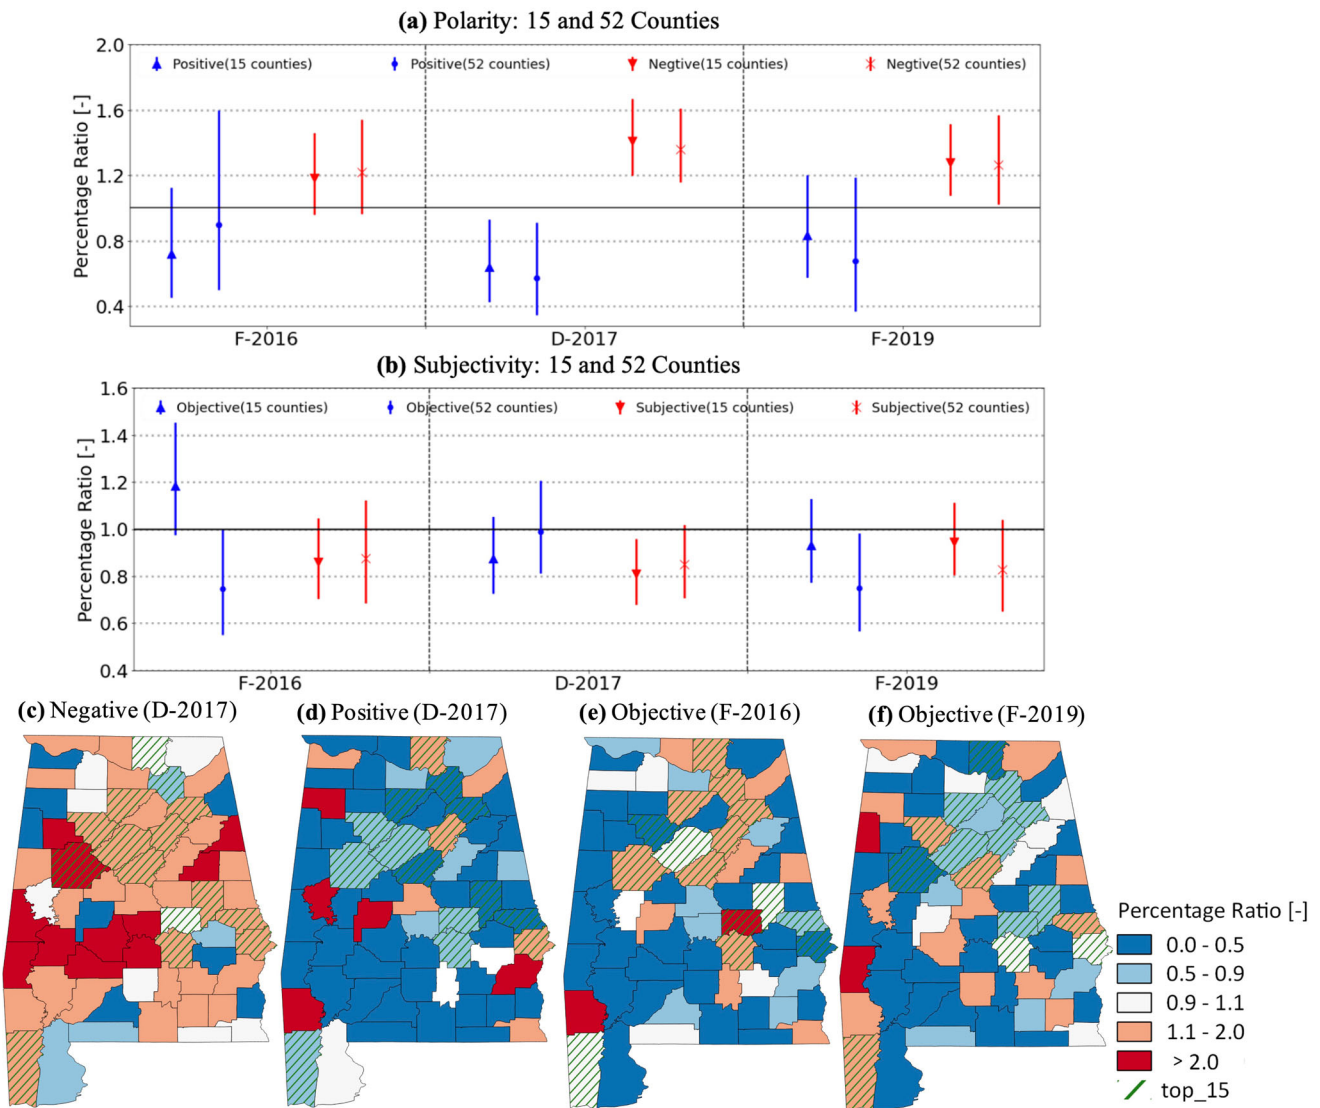 (a) Polarity: 15 and 52 Counties
2.0
Positive(15 counties) Positive(52 counties) Negtive(15 counties) Negtive(52 counties)
1.6
1.2
0.8
0.4
Percentage Ratio [-]
F-2016 D-2017 F-2019
(b) Subjectivity: 15 and 52 Counties
1.6
Objective(15 counties) Objective(52 counties) Subjective(15 counties) Subjective(52 counties)
1.4
1.2
1.0
0.8
0.6
0.4
Percentage Ratio [-]
F-2016 D-2017 F-2019
(c) Negative (D-2017) (d) Positive (D-2017) (e) Objective (F-2016) (f) Objective (F-2019)
Percentage Ratio [-]
0.0 - 0.5
0.5 - 0.9
0.9 - 1.1
1.1 - 2.0
> 2.0
top_15